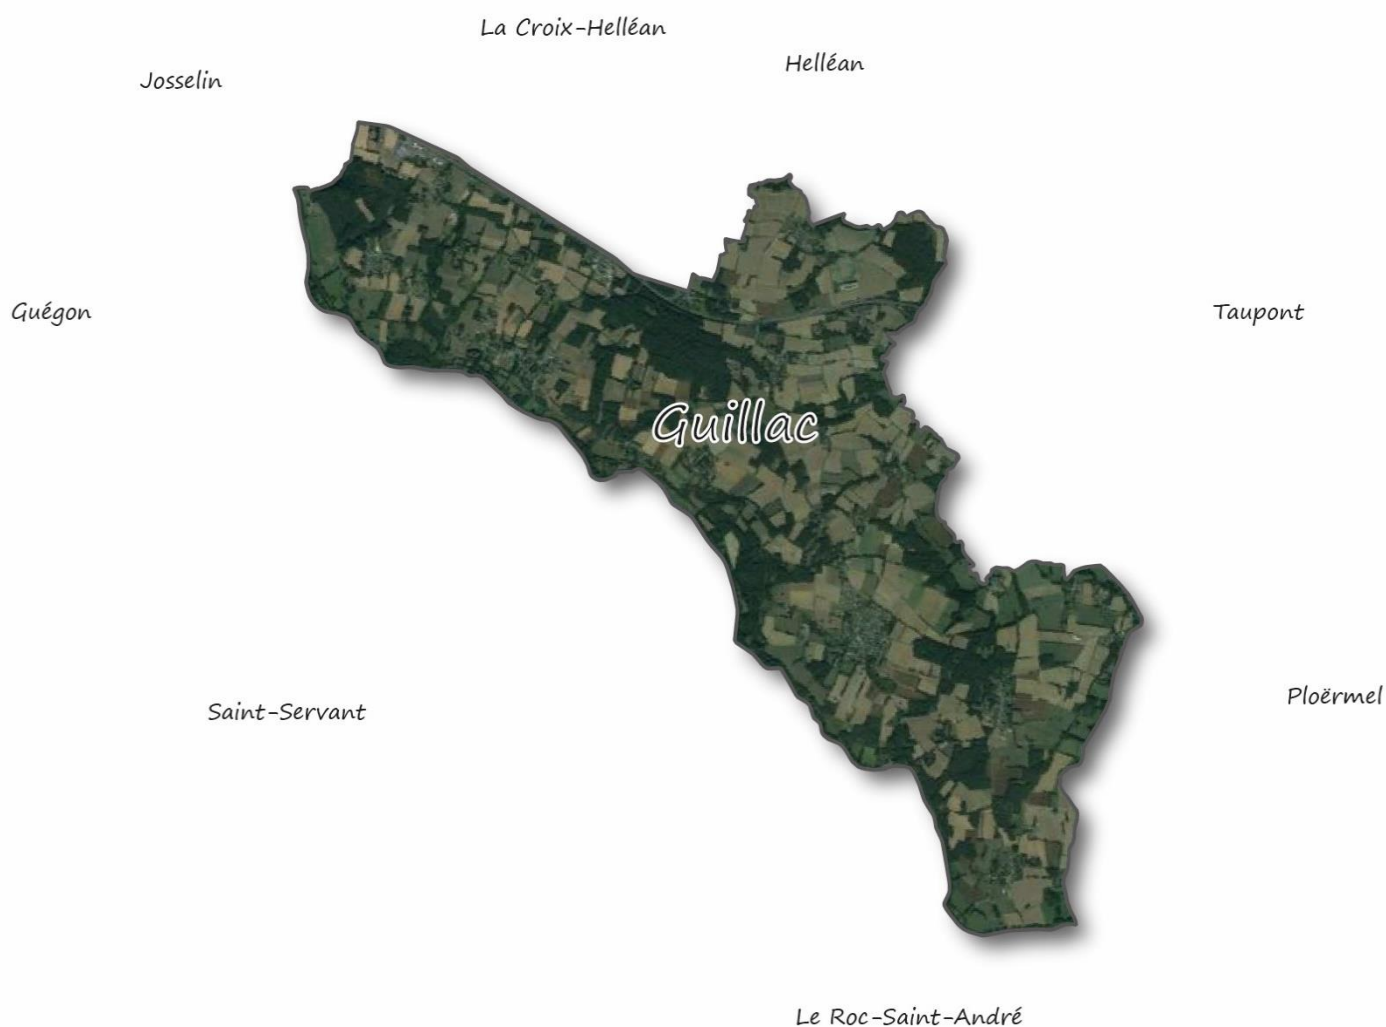 La Croix-Helléan
Helléan
Josselin
Guégon
Taupont
Guillac
Ploërmel
Saint-Servant
Le Roc-Saint-André